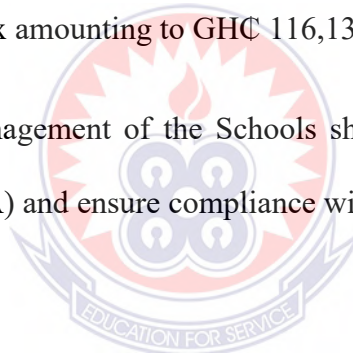 x amounting to GH₵ 116,13
nagement of the Schools sh
A) and ensure compliance wi
EDUCATION FOR SERVICE